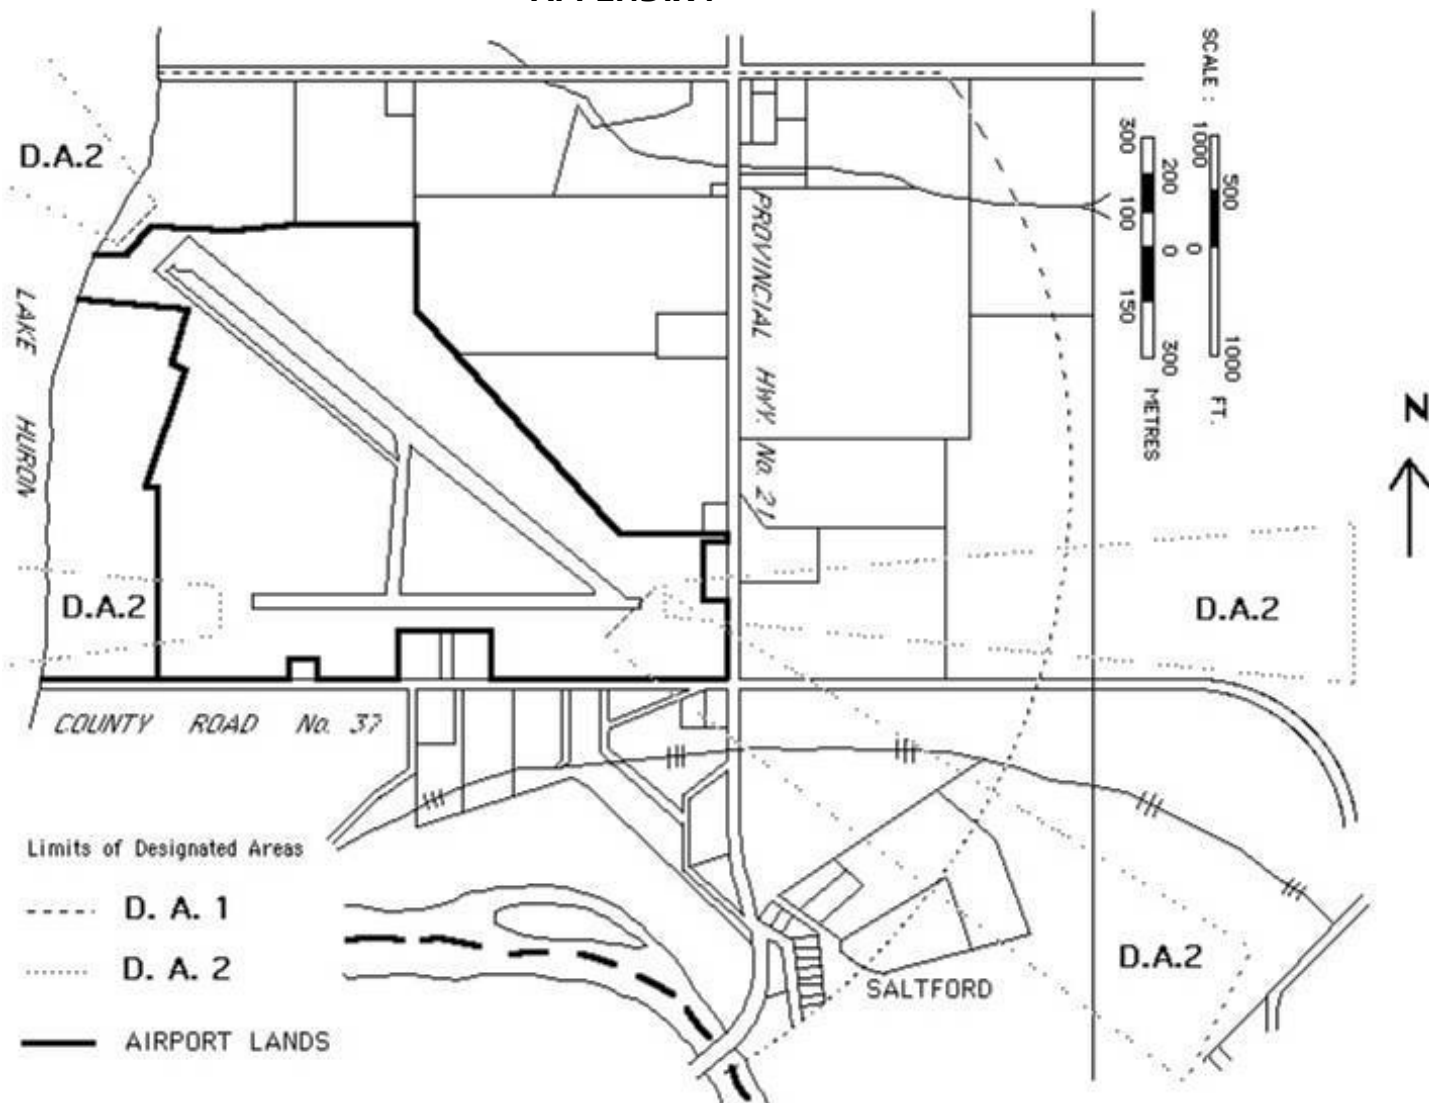 D.A.2
SCALE :
1000 500 0 1000 FT.
300 200 100 0 150 300 METRES
PROVINCIAL HWY. No. 21
LAKE HURON
N
D.A.2
D.A.2
COUNTY ROAD No. 37
Limits of Designated Areas
D. A. 1
D. A. 2
AIRPORT LANDS
SALTFORD
D.A.2